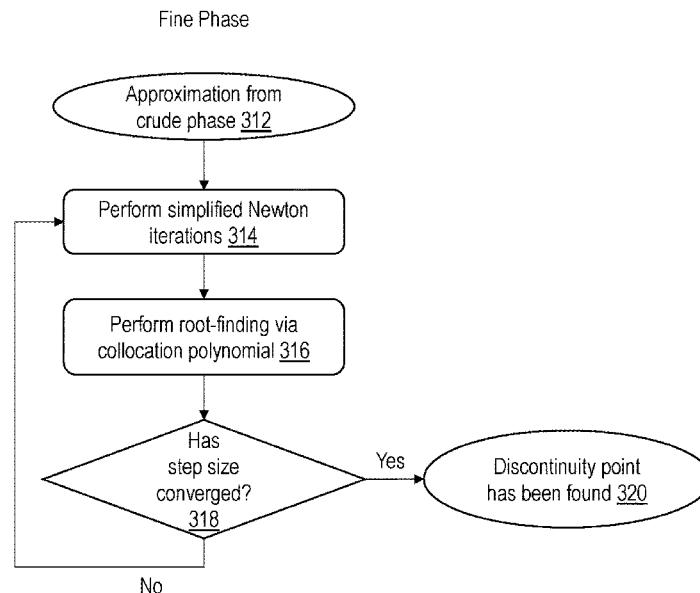 Fine Phase
Approximation from
crude phase 312
Perform simplified Newton
iterations 314
Perform root-finding via
collocation polynomial 316
Has
step size
converged?
318
Yes
Discontinuity point
has been found 320
No